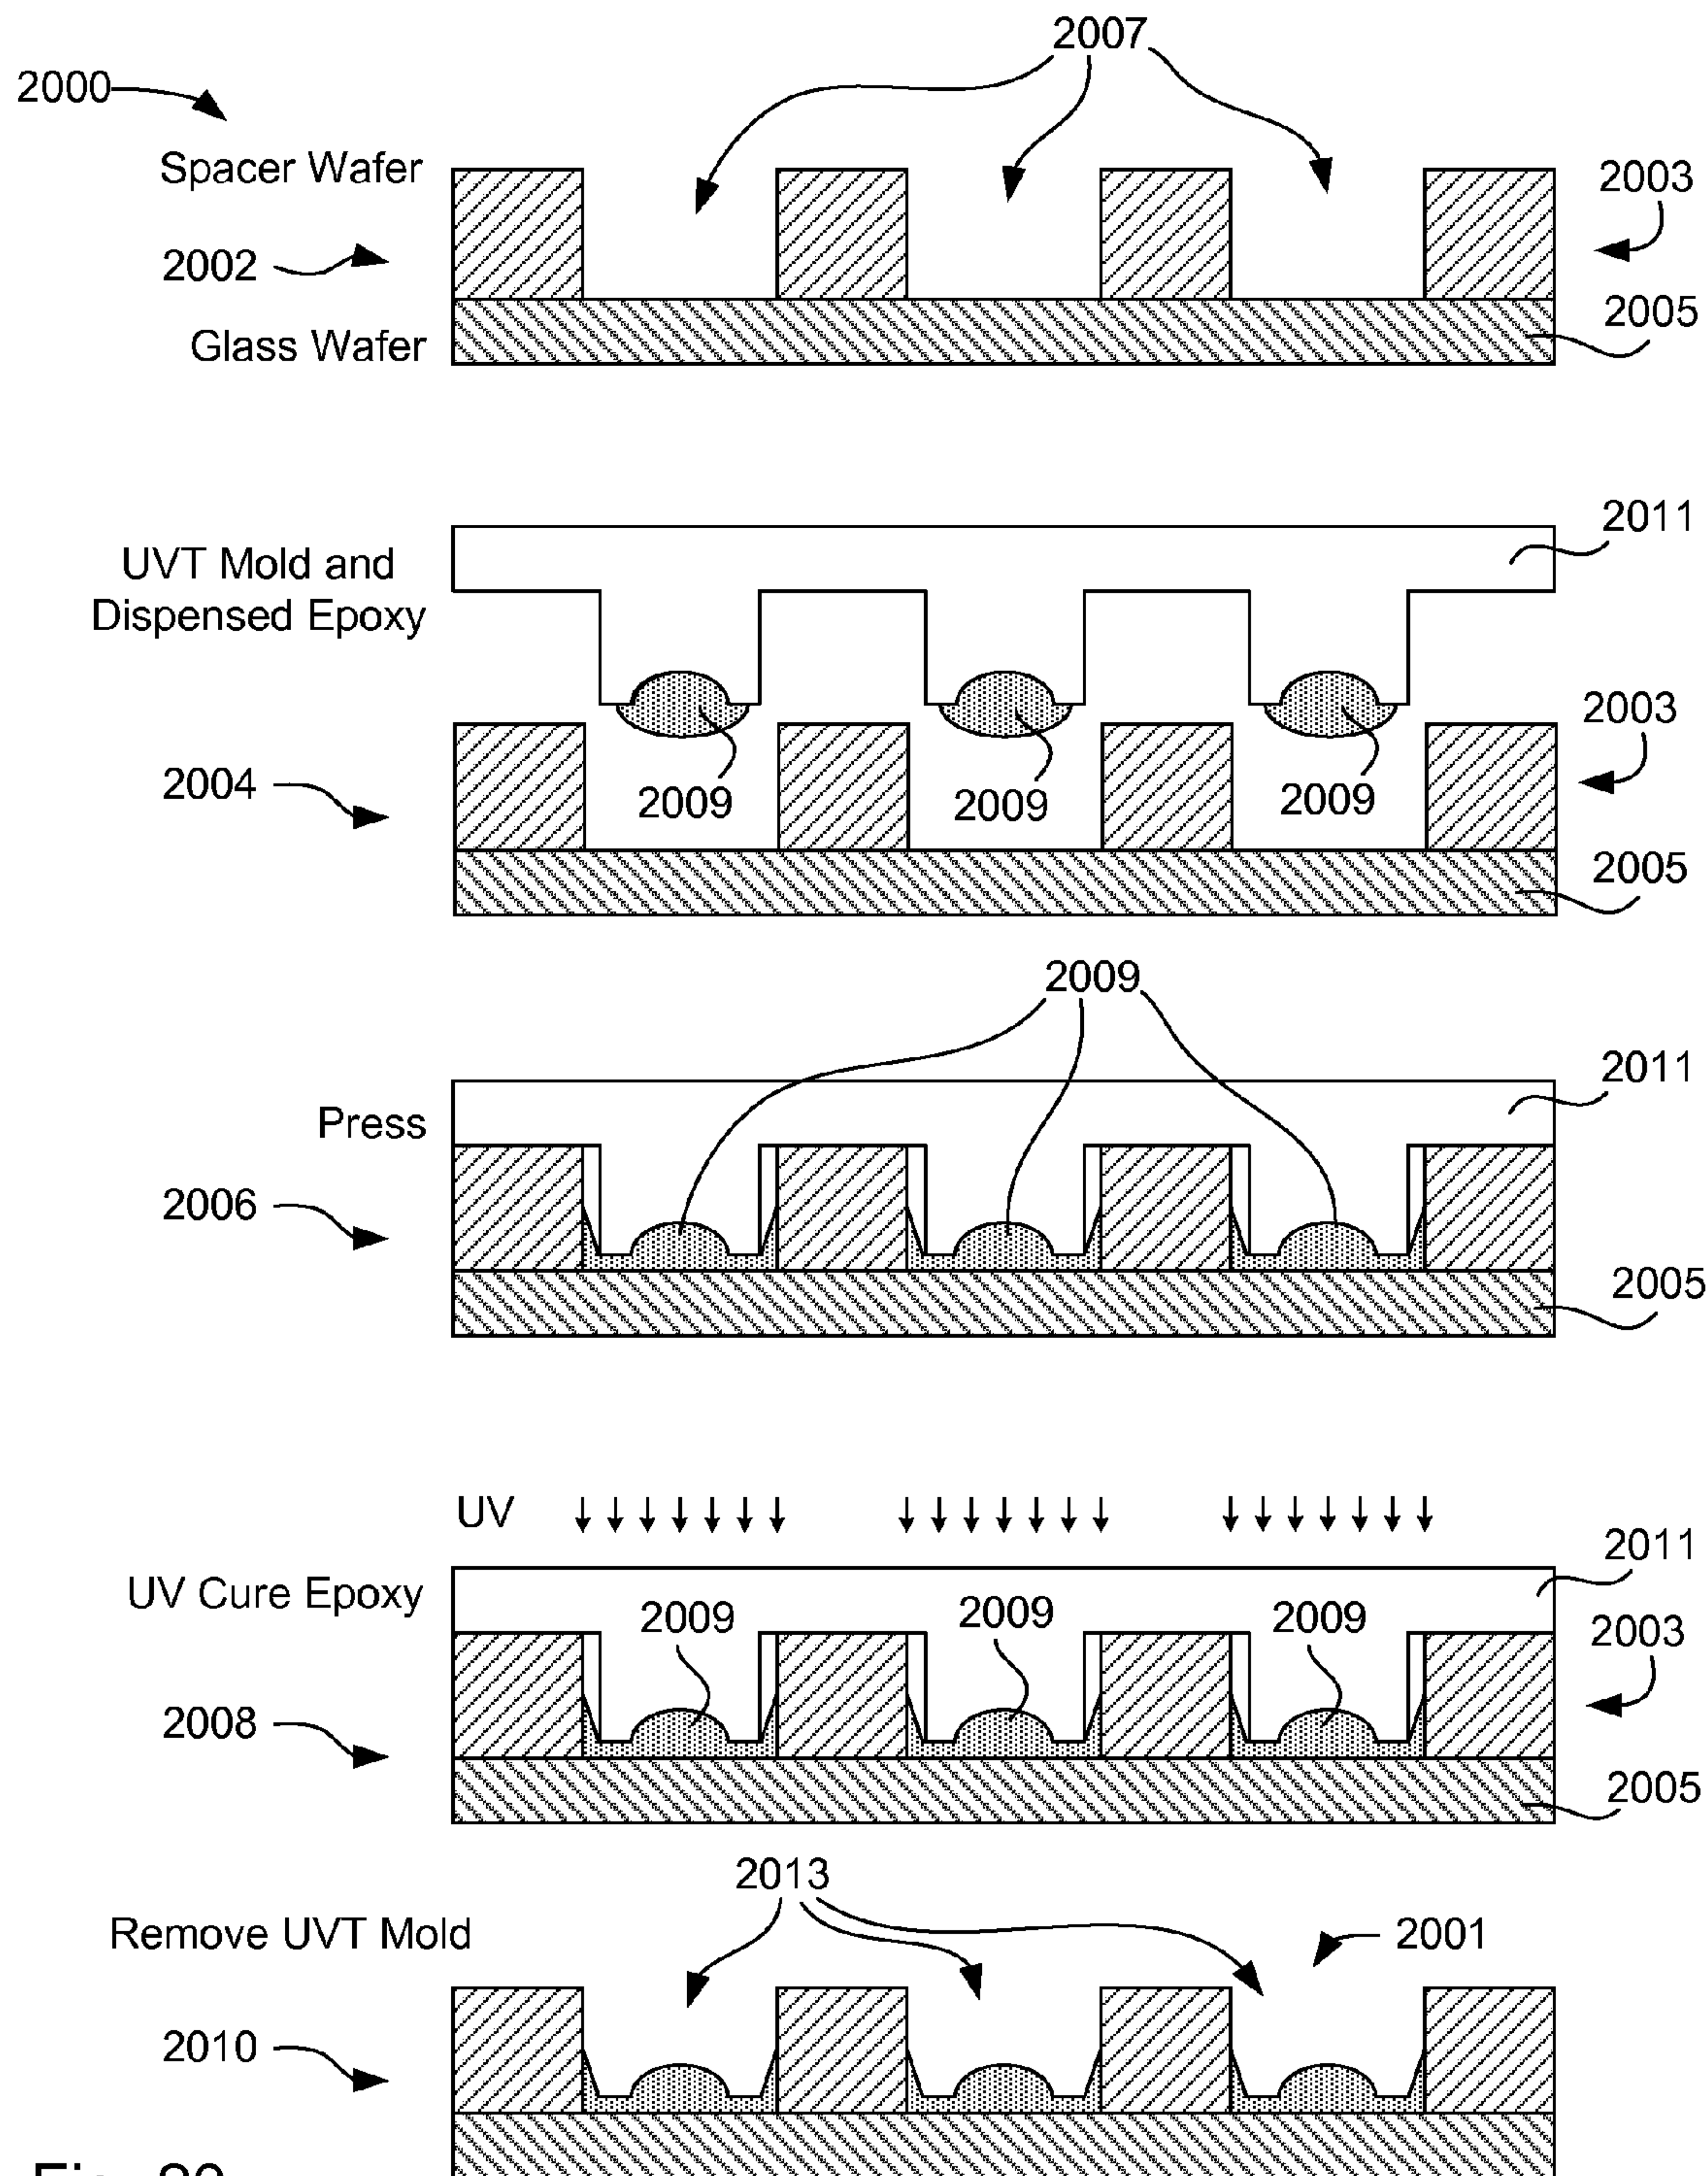 2007
2000
Spacer Wafer
2003
2002
2005
Glass Wafer
2011
UVT Mold and
Dispensed Epoxy
2003
2004
2009 2009 2009
2005
2009
2011
Press
2006
2005
UV
2011
UV Cure Epoxy
2009 2009 2009
2003
2008
2005
2013
Remove UVT Mold
2001
2010